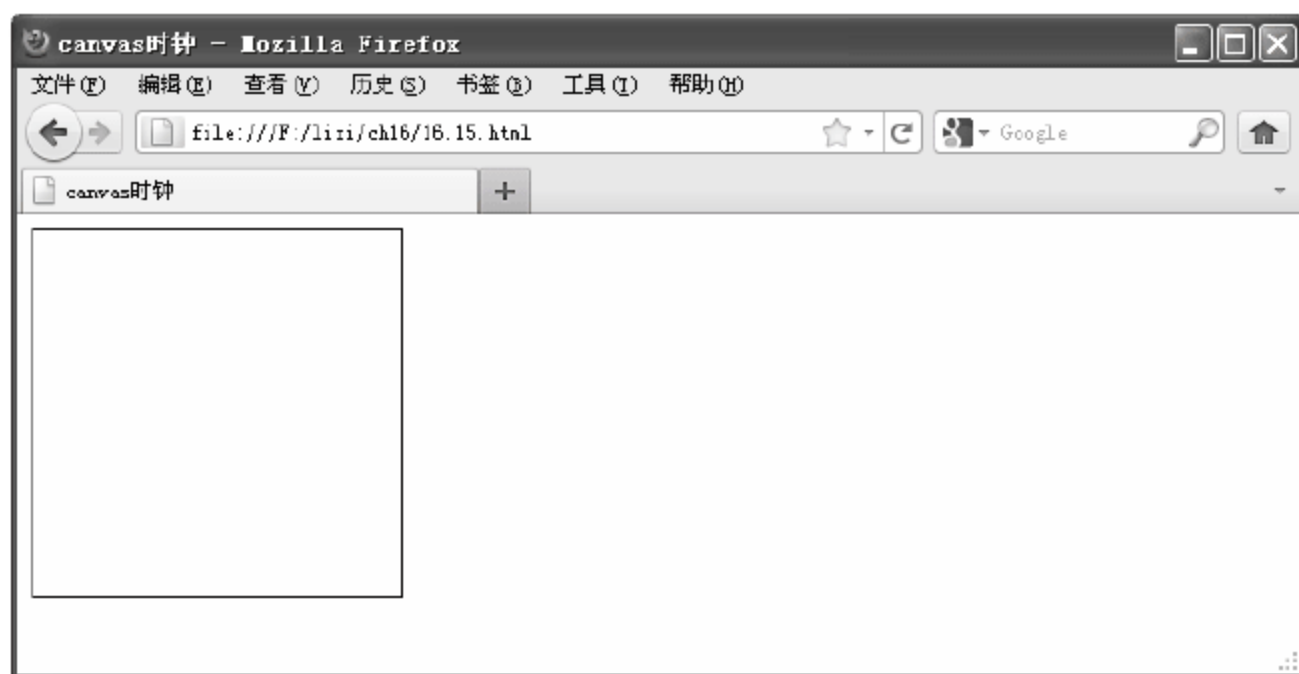 canvas时钟 - Mozilla Firefox
文件(F) 编辑(E) 查看(V) 历史(S) 书签(B) 工具(T) 帮助(H)
file:///F:/lizi/ch16/16.15.html Google
canvas时钟